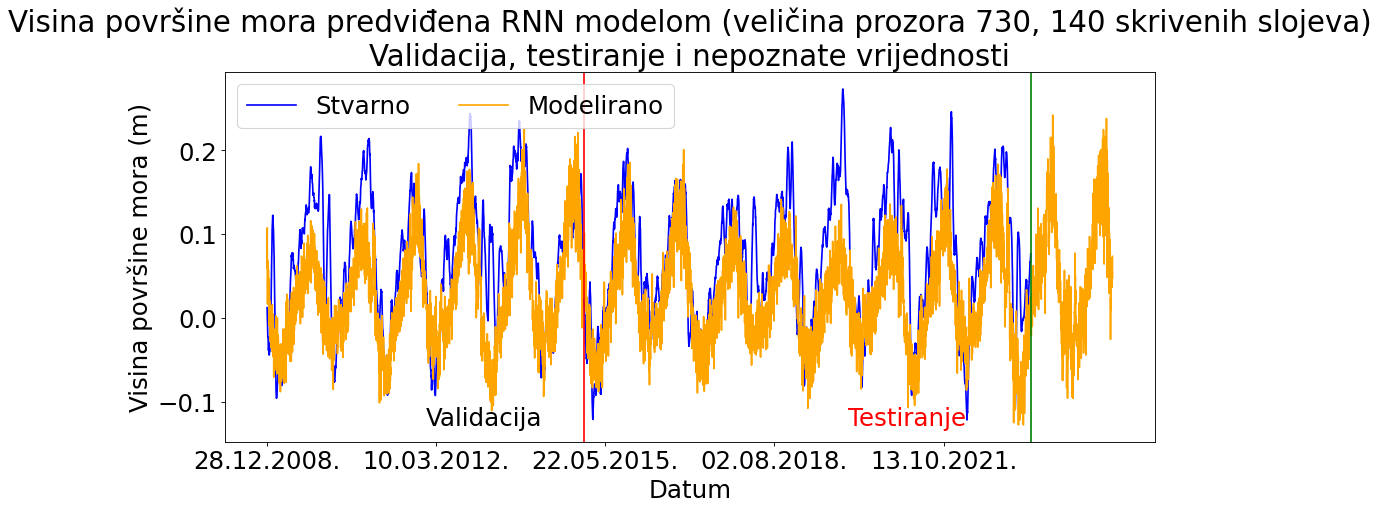 Visina površine mora predviđena RNN modelom (veličina prozora 730, 140 skrivenih slojeva)
Validacija, testiranje i nepoznate vrijednosti
Stvarno Modelirano
Visina površine mora (m)
0.2
0.1
0.0
−0.1
Validacija
Testiranje
28.12.2008. 10.03.2012. 22.05.2015. 02.08.2018. 13.10.2021.
Datum